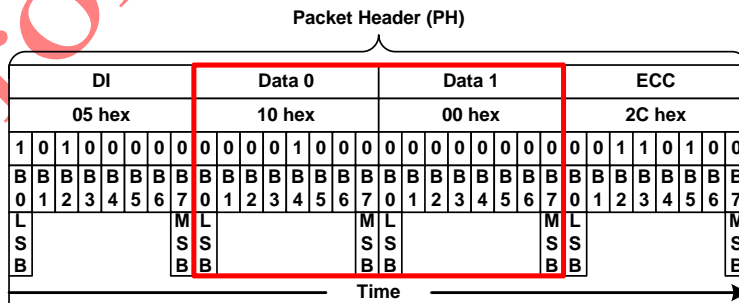 Packet Header (PH)
DI Data 0 Data 1 ECC
05 hex 10 hex 00 hex 2C hex
1 0 1 0 0 0 0 0 0 0 0 0 1 0 0 0 0 0 0 0 0 0 0 0 0 0 1 1 0 1 0 0
B0 B1 B2 B3 B4 B5 B6 B7 B0 B1 B2 B3 B4 B5 B6 B7 B0 B1 B2 B3 B4 B5 B6 B7 B0 B1 B2 B3 B4 B5 B6 B7
LSB MSB LSB MSB LSB MSB LSB MSB
Time